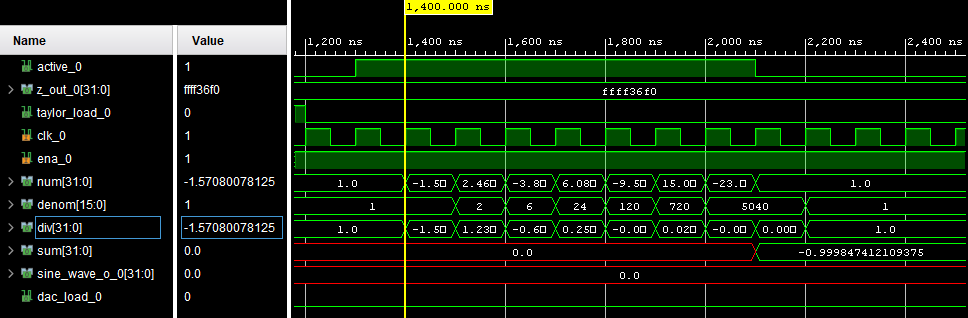 1,400.000 ns
Name Value 1,200 ns 1,400 ns 1,600 ns 1,800 ns 2,000 ns 2,200 ns 2,400 ns
active_0 1
z_out_0[31:0] ffff36f0 ffff36f0
taylor_load_0 0
clk_0 1
ena_0 1
num[31:0] -1.57080078125 1.0 -1.5 2.46 -3.8 6.08 -9.5 15.0 -23. 1.0
denom[15:0] 1 1 2 6 24 120 720 5040 1
div[31:0] -1.57080078125 1.0 -1.5 1.23 -0.6 0.25 -0.0 0.02 -0.0 0.00 1.0
sum[31:0] 0.0 0.0 -0.999847412109375
sine_wave_o_0[31:0] 0.0 0.0
dac_load_0 0